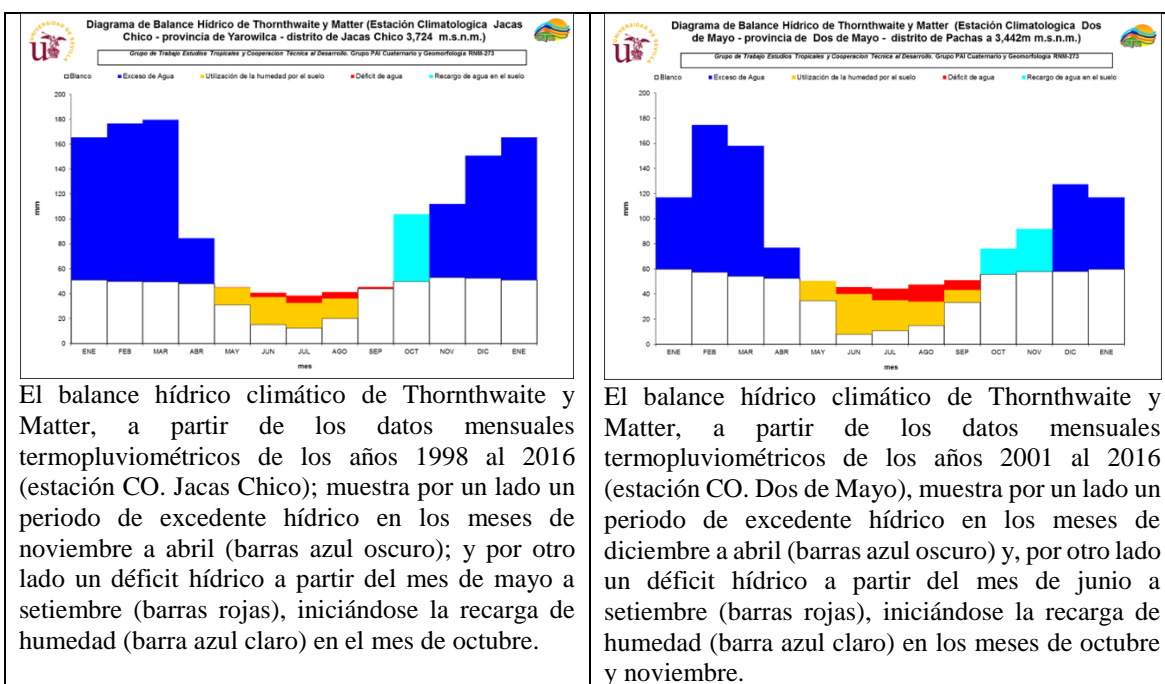 Diagrama de Balance Hídrico de Thornthwaite y Matter (Estación Climatologica Jacas
Chico - provincia de Yarowilca - distrito de Jacas Chico 3,724 m.s.n.m.)
Grupo de Trabajo Estudios Tropicales y Cooperacion Técnica al Desarrollo. Grupo PAI Cuaternario y Geomorfología RNM-273
Blanco Exceso de Agua Utilización de la humedad por el suelo Déficit de agua Recargo de agua en el suelo
200
180
160
140
120
100
80
60
40
20
0
mm
ENE FEB MAR ABR MAY JUN JUL AGO SEP OCT NOV DIC ENE
mes
El balance hídrico climático de Thornthwaite y
Matter, a partir de los datos mensuales
termopluviométricos de los años 1998 al 2016
(estación CO. Jacas Chico); muestra por un lado un
periodo de excedente hídrico en los meses de
noviembre a abril (barras azul oscuro); y por otro
lado un déficit hídrico a partir del mes de mayo a
setiembre (barras rojas), iniciándose la recarga de
humedad (barra azul claro) en el mes de octubre.
Diagrama de Balance Hídrico de Thornthwaite y Matter (Estación Climatologica Dos
de Mayo - provincia de Dos de Mayo - distrito de Pachas a 3,442m m.s.n.m.)
Grupo de Trabajo Estudios Tropicales y Cooperacion Técnica al Desarrollo. Grupo PAI Cuaternario y Geomorfología RNM-273
Blanco Exceso de Agua Utilización de la humedad por el suelo Déficit de agua Recargo de agua en el suelo
200
180
160
140
120
100
80
60
40
20
0
mm
ENE FEB MAR ABR MAY JUN JUL AGO SEP OCT NOV DIC ENE
mes
El balance hídrico climático de Thornthwaite y
Matter, a partir de los datos mensuales
termopluviométricos de los años 2001 al 2016
(estación CO. Dos de Mayo), muestra por un lado un
periodo de excedente hídrico en los meses de
diciembre a abril (barras azul oscuro) y, por otro lado
un déficit hídrico a partir del mes de junio a
setiembre (barras rojas), iniciándose la recarga de
humedad (barra azul claro) en los meses de octubre
y noviembre.